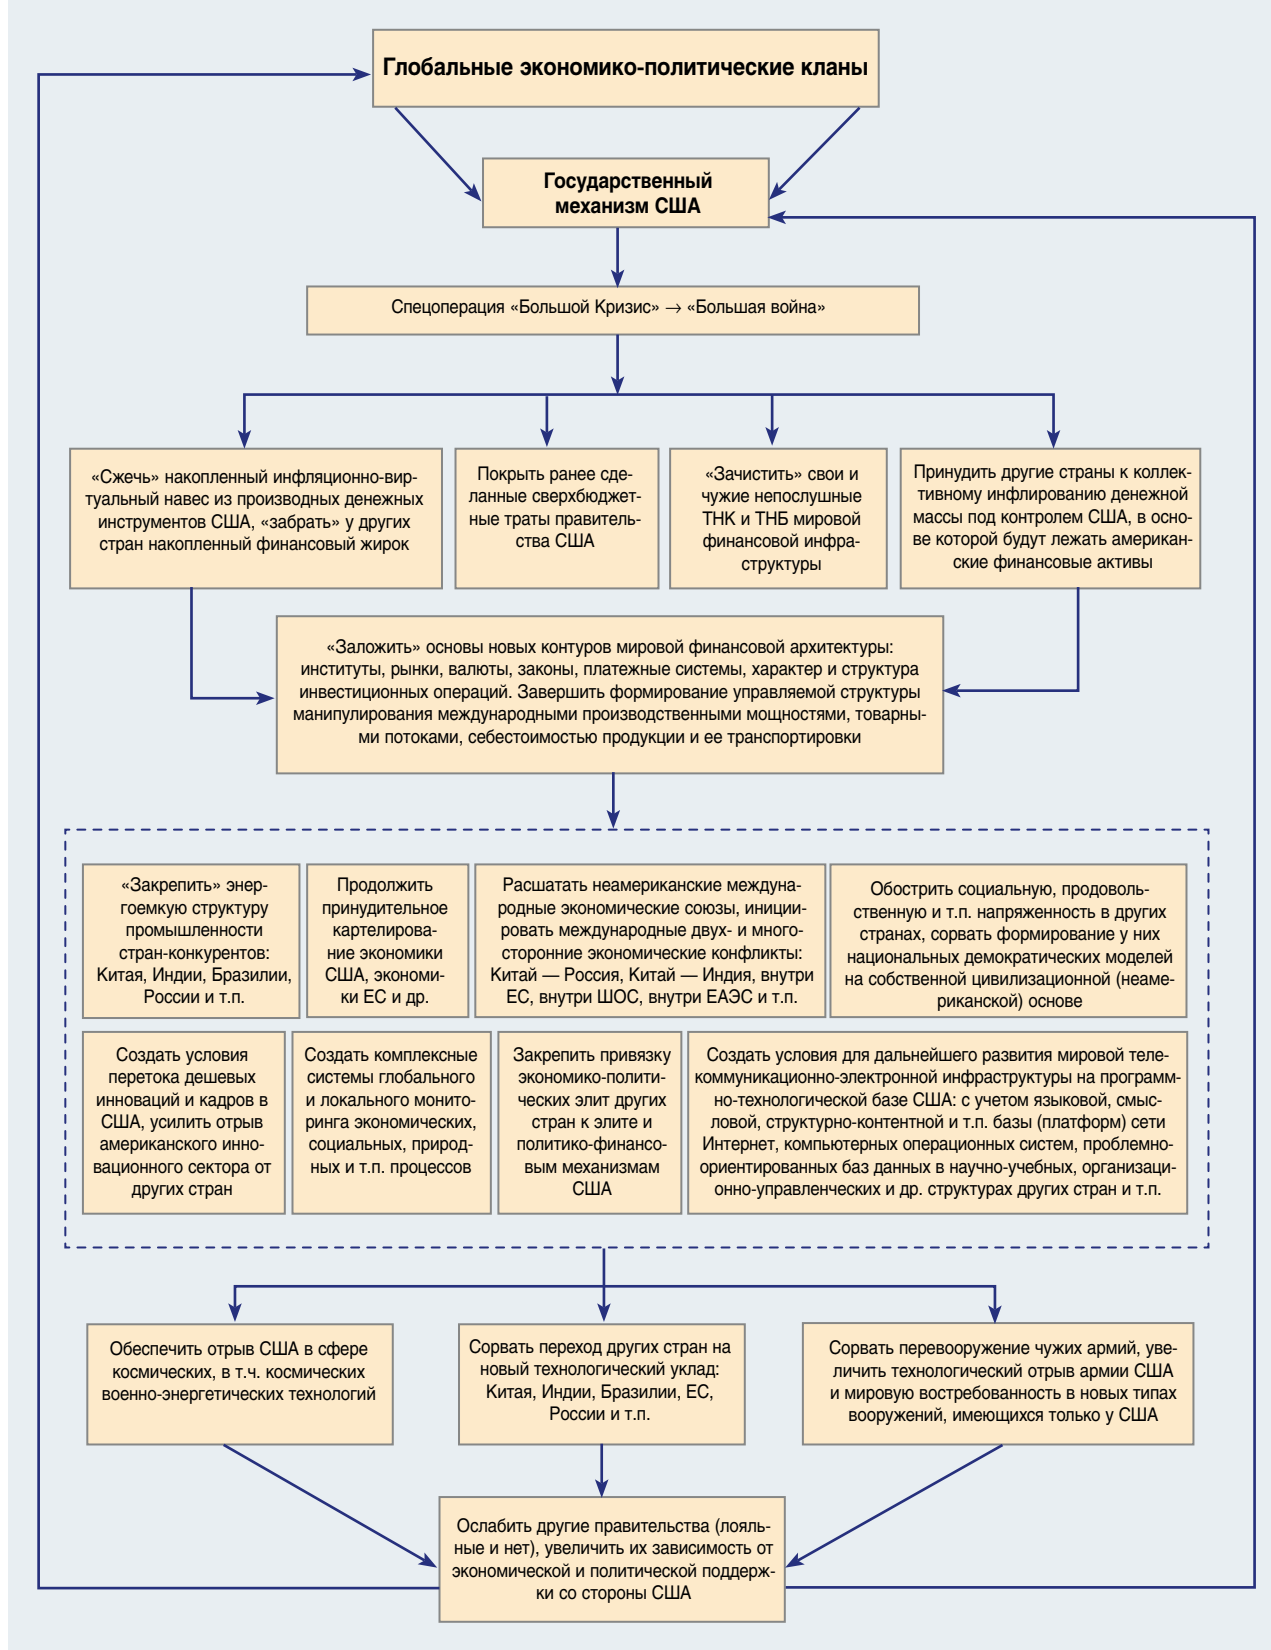 Глобальные экономико-политические кланы
Государственный
механизм США
Спецоперация «Большой Кризис» → «Большая война»
«Сжечь» накопленный инфляционно-вир-
туальный навес из производных денежных
инструментов США, «забрать» у других
стран накопленный финансовый жирок
Покрыть ранее сде-
ланные сверхбюджет-
ные траты правитель-
ства США
«Зачистить» свои и
чужие непослушные
ТНК и ТНБ мировой
финансовой инфра-
структуры
Принудить другие страны к коллек-
тивному инфлированию денежной
массы под контролем США, в осно-
ве которой будут лежать американ-
ские финансовые активы
«Заложить» основы новых контуров мировой финансовой архитектуры:
институты, рынки, валюты, законы, платежные системы, характер и структура
инвестиционных операций. Завершить формирование управляемой структуры
манипулирования международными производственными мощностями, товарны-
ми потоками, себестоимостью продукции и ее транспортировки
«Закрепить» энер-
гоемкую структуру
промышленности
стран-конкурентов:
Китая, Индии, Бразилии,
России и т.п.
Продолжить
принудительное
картелирова-
ние экономики
США, экономи-
ки ЕС и др.
Расшатать неамериканские междуна-
родные экономические союзы, иниции-
ровать международные двух- и много-
сторонние экономические конфликты:
Китай — Россия, Китай — Индия, внутри
ЕС, внутри ШОС, внутри ЕАЭС и т.п.
Обострить социальную, продоволь-
ственную и т.п. напряженность в других
странах, сорвать формирование у них
национальных демократических моделей
на собственной цивилизационной (неаме-
риканской) основе
Создать условия
перетока дешевых
инноваций и кадров в
США, усилить отрыв
американского инно-
вационного сектора от
других стран
Создать комплексные
системы глобального
и локального монито-
ринга экономических,
социальных, природ-
ных и т.п. процессов
Закрепить привязку
экономико-полити-
ческих элит других
стран к элите и
политико-финансо-
вым механизмам
США
Создать условия для дальнейшего развития мировой теле-
коммуникационно-электронной инфраструктуры на программ-
но-технологической базе США: с учетом языковой, смыс-
ловой, структурно-контентной и т.п. базы (платформ) сети
Интернет, компьютерных операционных систем, проблемно-
ориентированных баз данных в научно-учебных, организаци-
онно-управленческих и др. структурах других стран и т.п.
Обеспечить отрыв США в сфере
космических, в т.ч. космических
военно-энергетических технологий
Сорвать переход других стран на
новый технологический уклад:
Китая, Индии, Бразилии, ЕС,
России и т.п.
Сорвать перевооружение чужих армий, уве-
личить технологический отрыв армии США
и мировую востребованность в новых типах
вооружений, имеющихся только у США
Ослабить другие правительства (лояль-
ные и нет), увеличить их зависимость от
экономической и политической поддерж-
ки со стороны США